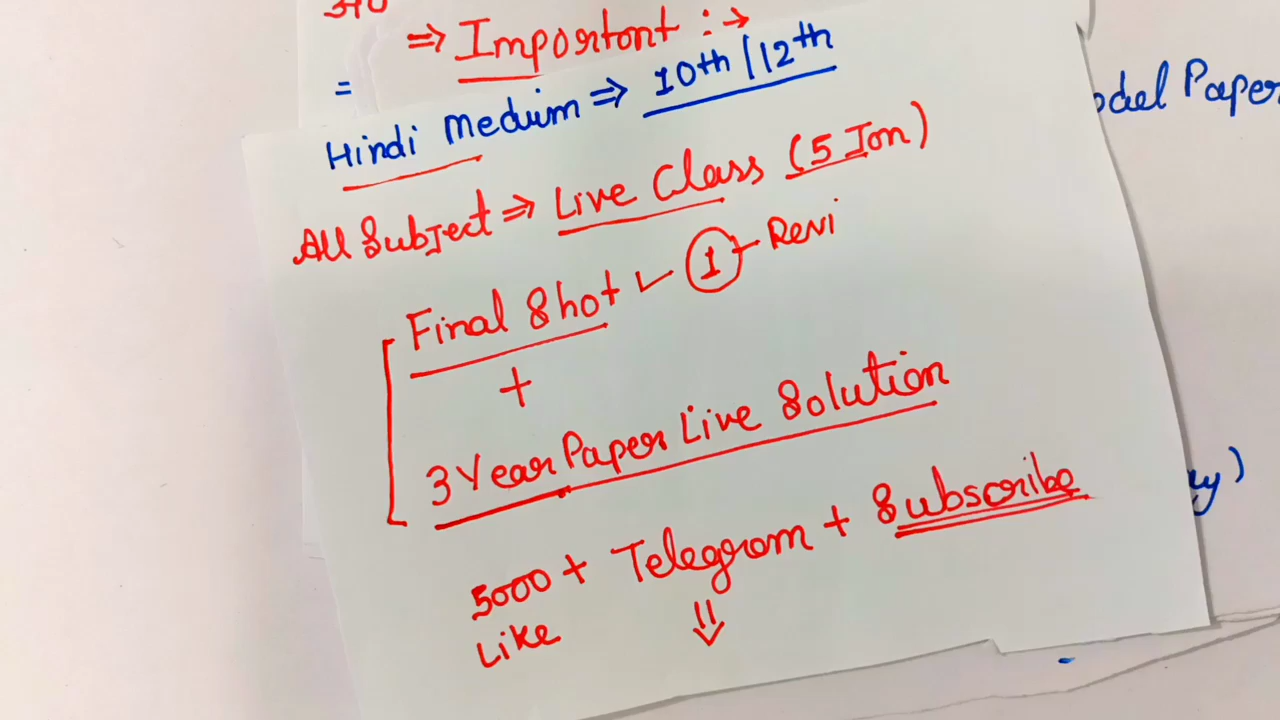 ⇒ Importont :→
=
Hindi Meduim ⇒ 10th/12th
odel Paper
All Subject ⇒ Live Class (5 Jan)
Final Shot ✓ ① - Revi
+
3 Year Paper Live Solution
5000 + Telegram + Subscribe
Like
⇓